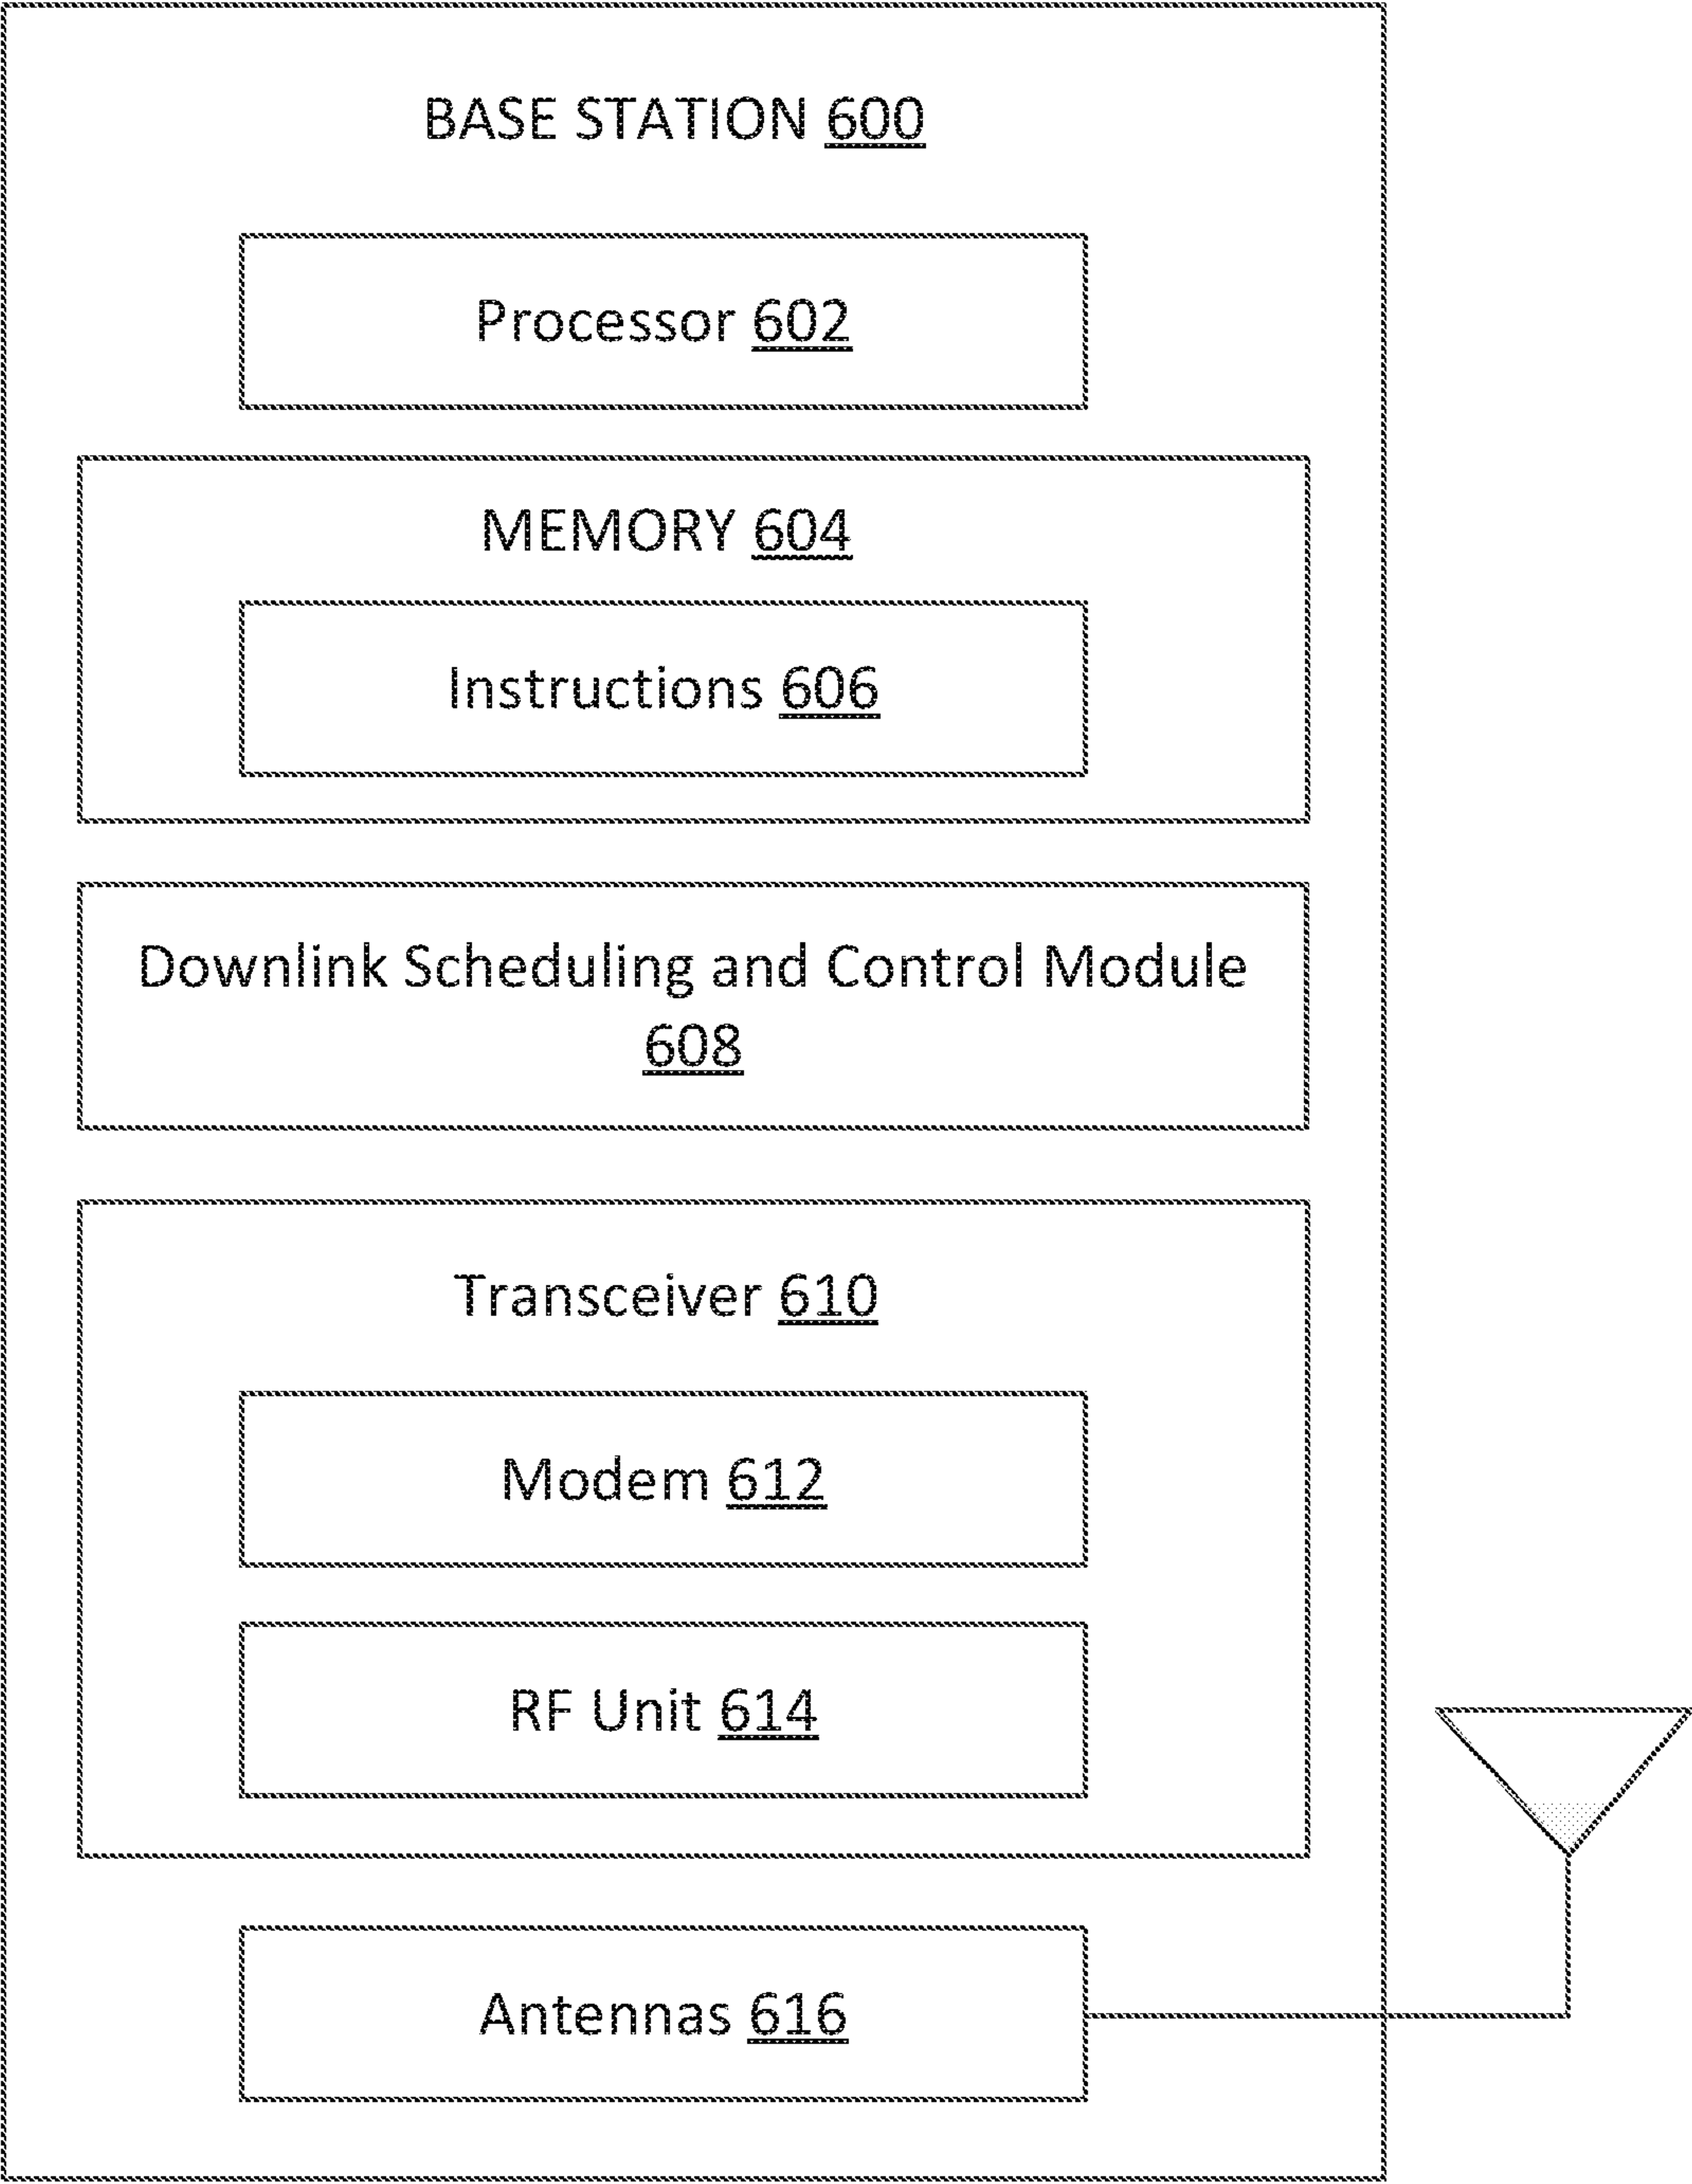 BASE STATION 600
Processor 602
MEMORY 604
Instructions 606
Downlink Scheduling and Control Module
608
Transceiver 610
Modem 612
RF Unit 614
Antennas 616